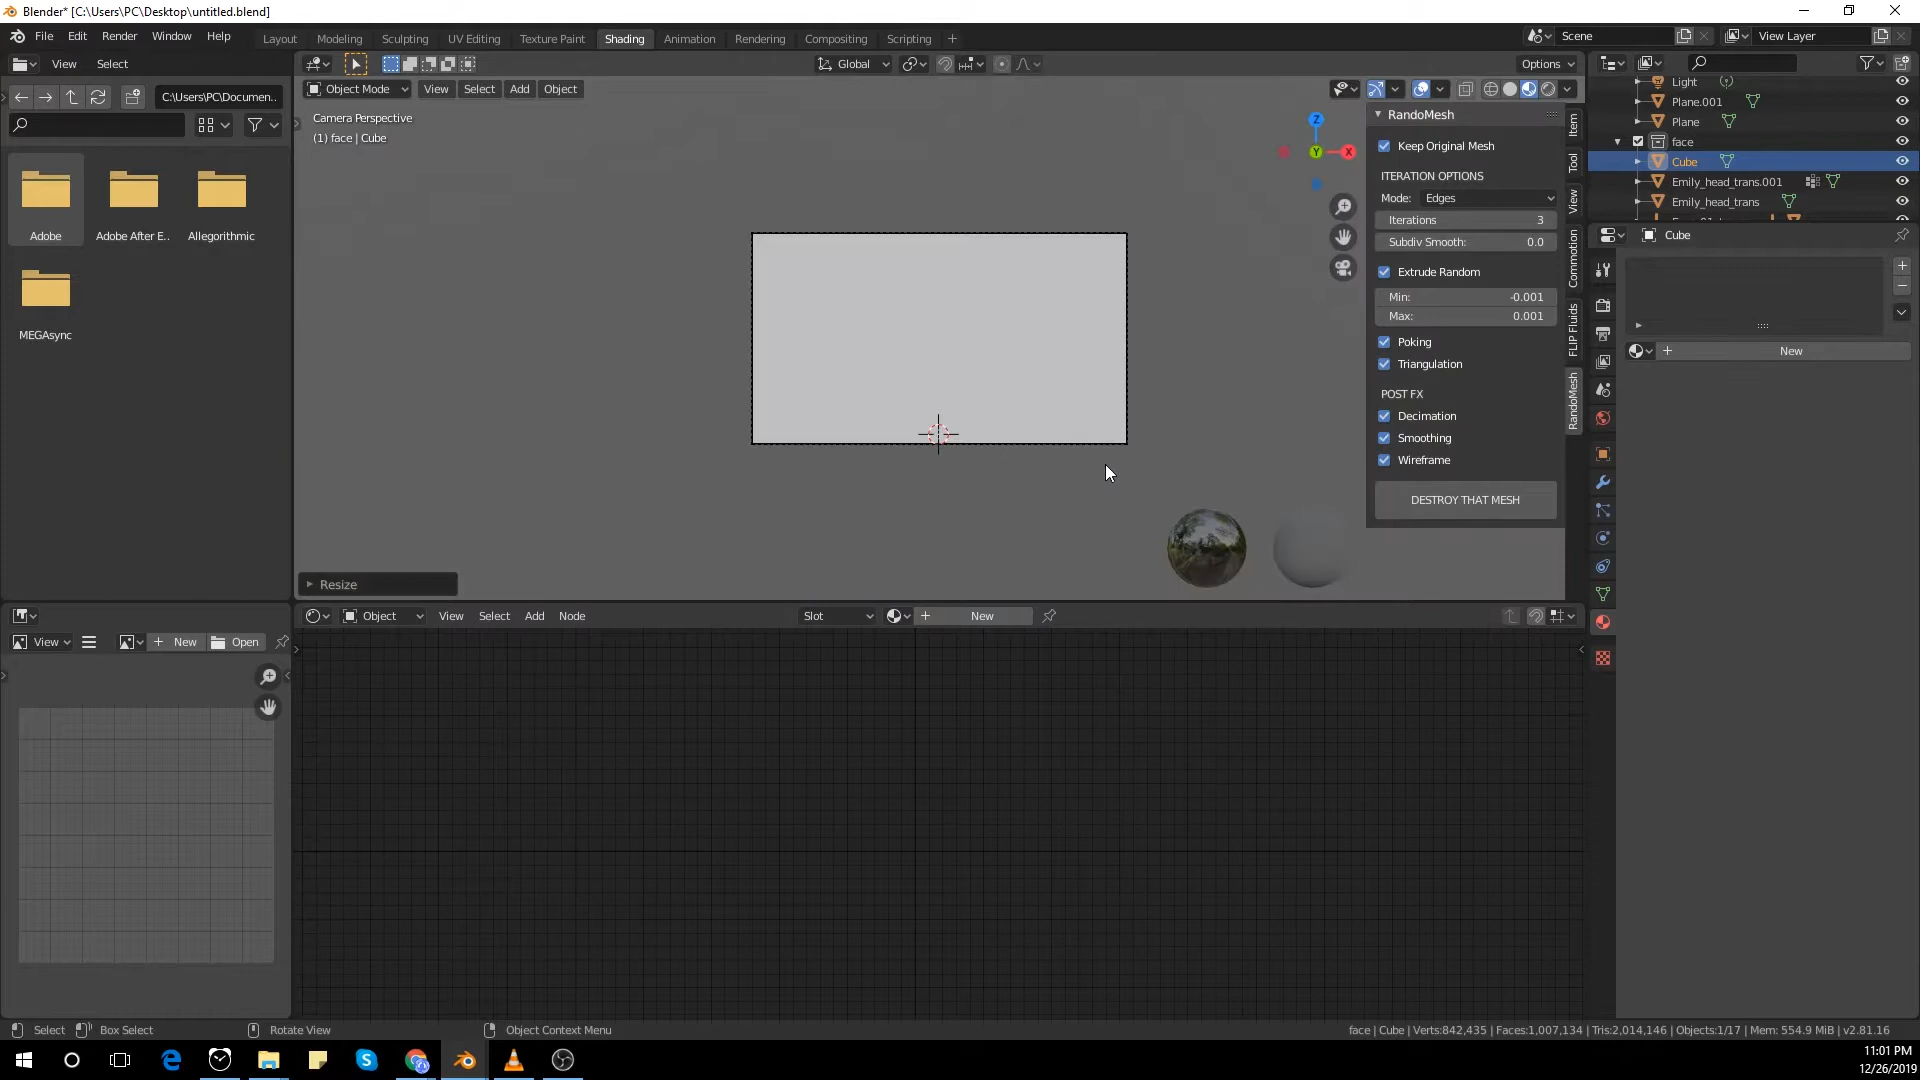 Blender* [C:\Users\PC\Desktop\untitled.blend]
File Edit Render Window Help Layout Modeling Sculpting UV Editing Texture Paint Shading Animation Rendering Compositing Scripting + Scene View Layer
View Select Global Options
C:\Users\PC\Documen..
Object Mode View Select Add Object
Camera Perspective
(1) face | Cube
Adobe Adobe After E.. Allegorithmic
MEGAsync
Z
Y X
RandoMesh
Keep Original Mesh
ITERATION OPTIONS
Mode: Edges
Iterations 3
Subdiv Smooth: 0.0
Extrude Random
Min: -0.001
Max: 0.001
Poking
Triangulation
POST FX
Decimation
Smoothing
Wireframe
DESTROY THAT MESH
Item
Tool
View
Commotion
FLIP Fluids
RandoMesh
Light
Plane.001
Plane
face
Cube
Emily_head_trans.001
Emily_head_trans
Cube
+ New
Resize
Object View Select Add Node Slot + New
View + New Open
Select Box Select Rotate View Object Context Menu face | Cube | Verts:842,435 | Faces:1,007,134 | Tris:2,014,146 | Objects:1/17 | Mem: 554.9 MiB | v2.81.16
11:01 PM
12/26/2019